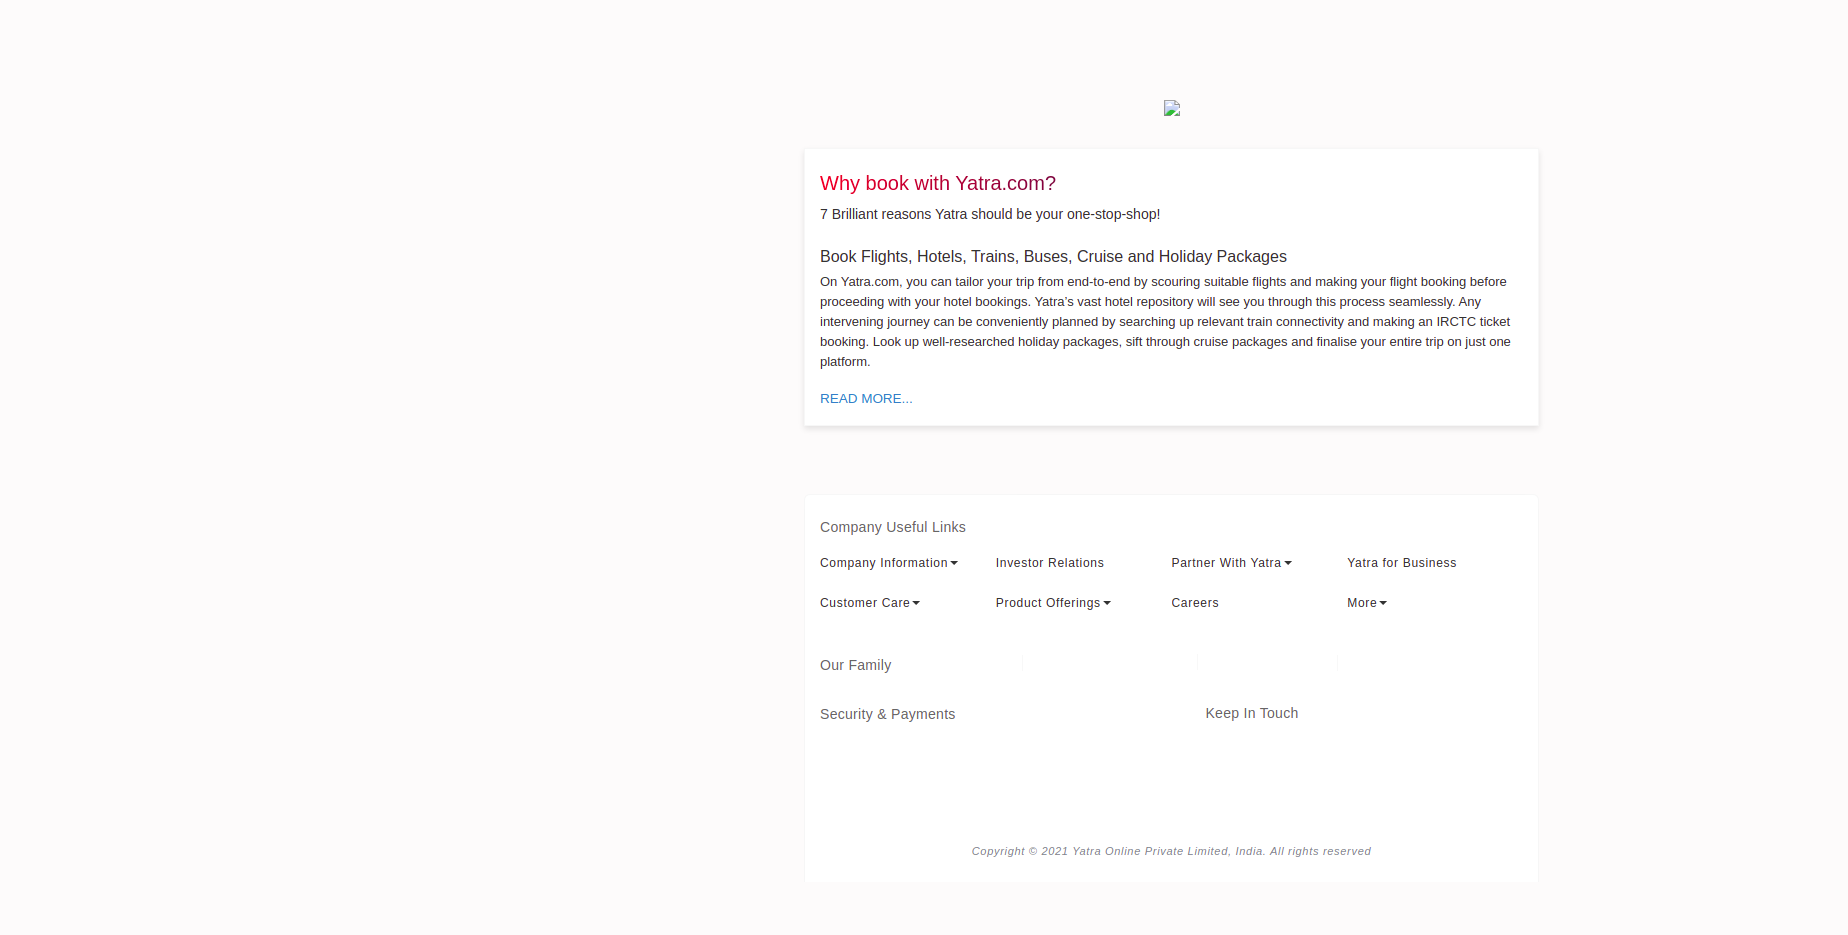 Why book with Yatra.com?
7 Brilliant reasons Yatra should be your one-stop-shop!
Book Flights, Hotels, Trains, Buses, Cruise and Holiday Packages
On Yatra.com, you can tailor your trip from end-to-end by scouring suitable flights and making your flight booking before
proceeding with your hotel bookings. Yatra’s vast hotel repository will see you through this process seamlessly. Any
intervening journey can be conveniently planned by searching up relevant train connectivity and making an IRCTC ticket
booking. Look up well-researched holiday packages, sift through cruise packages and finalise your entire trip on just one
platform.
READ MORE...
Company Useful Links
Company Information Investor Relations Partner With Yatra Yatra for Business
Customer Care Product Offerings Careers More
Our Family
Security & Payments Keep In Touch
Copyright © 2021 Yatra Online Private Limited, India. All rights reserved